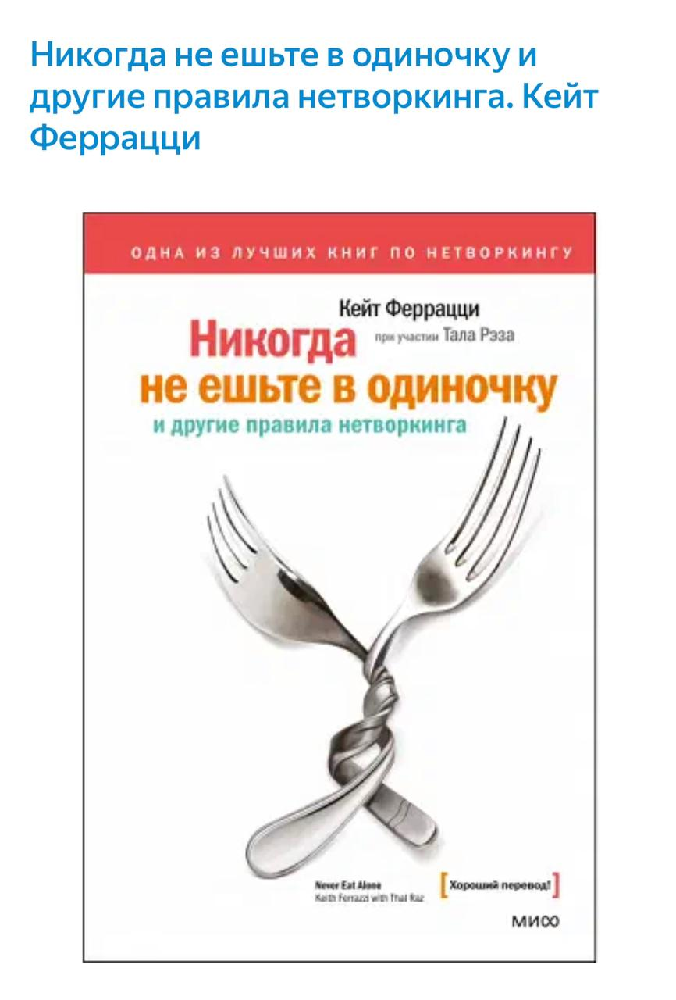 Никогда не ешьте в одиночку и
другие правила нетворкинга. Кейт
Феррацци
ОДНА ИЗ ЛУЧШИХ КНИГ ПО НЕТВОРКИНГУ
Кейт Феррацци
Никогда при участии Тала Рэза
не ешьте в одиночку
и другие правила нетворкинга
Never Eat Alone
Keith Ferrazzi with Thal Raz
[Хороший перевод!]
МИФ